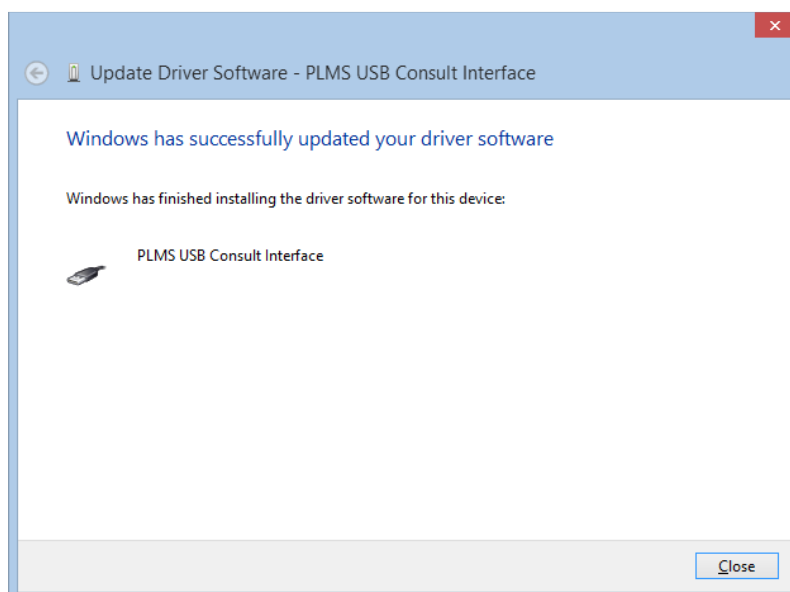 Update Driver Software - PLMS USB Consult Interface
Windows has successfully updated your driver software
Windows has finished installing the driver software for this device:
PLMS USB Consult Interface
Close